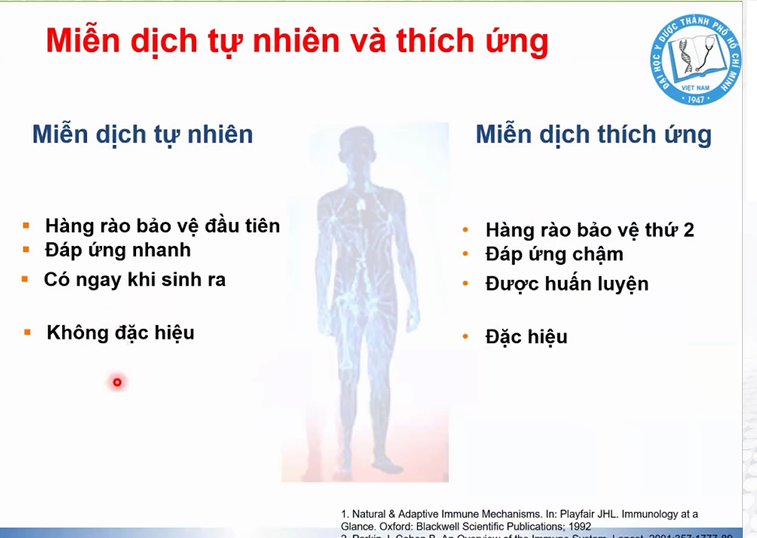 Miễn dịch tự nhiên và thích ứng
ĐẠI HỌC Y DƯỢC THÀNH PHỐ HỒ CHÍ MINH
VIỆT NAM
1947
Miễn dịch tự nhiên
Hàng rào bảo vệ đầu tiên
Đáp ứng nhanh
Có ngay khi sinh ra
Không đặc hiệu
Miễn dịch thích ứng
Hàng rào bảo vệ thứ 2
Đáp ứng chậm
Được huấn luyện
Đặc hiệu
1. Natural & Adaptive Immune Mechanisms. In: Playfair JHL. Immunology at a
Glance. Oxford: Blackwell Scientific Publications; 1992
2. Parkin J, Cohen B. An Overview of the Immune System. Lancet. 2001;357:1777-89